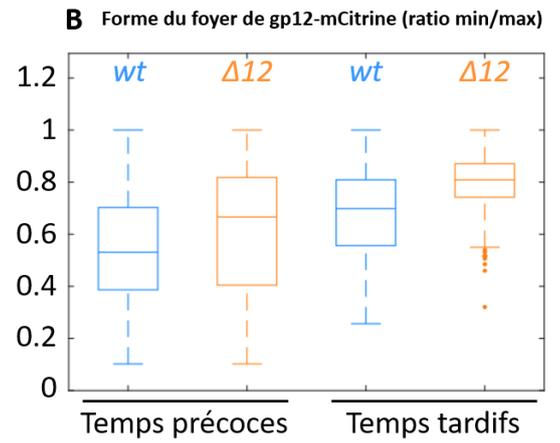 B Forme du foyer de gp12-mCitrine (ratio min/max)
wt Δ12 wt Δ12
1.2
1
0.8
0.6
0.4
0.2
0
Temps précoces Temps tardifs